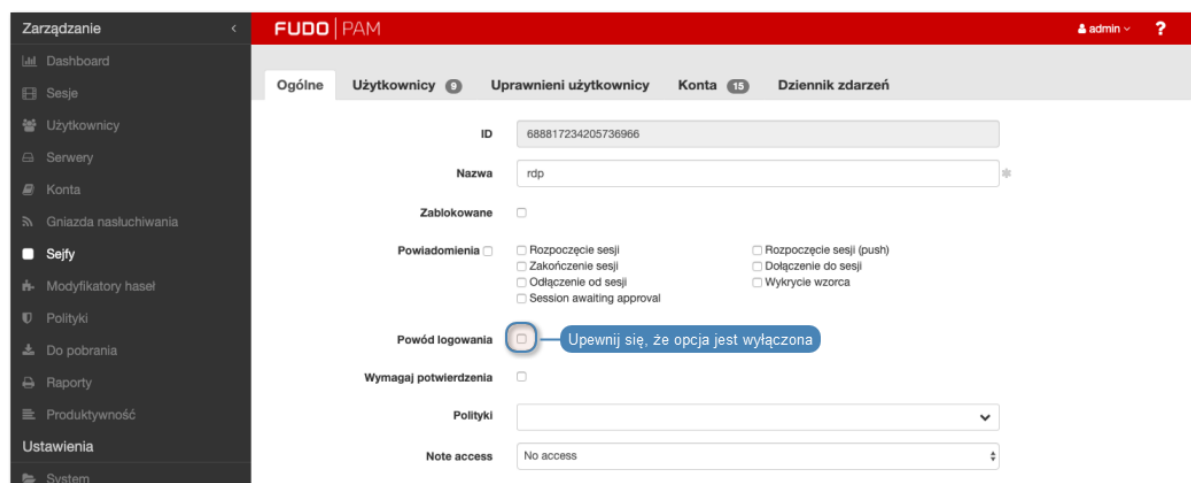 Zarządzanie
Dashboard
Sesje
Użytkownicy
Serwery
Konta
Gniazda nasłuchiwania
Sejfy
Modyfikatory haseł
Polityki
Do pobrania
Raporty
Produktywność
Ustawienia
System
FUDO PAM
admin
?
Ogólne Użytkownicy 9 Uprawnieni użytkownicy Konta 15 Dziennik zdarzeń
ID 688817234205736966
Nazwa rdp
Zablokowane
Powiadomienia Rozpoczęcie sesji Rozpoczęcie sesji (push)
Zakończenie sesji Dołączenie do sesji
Odłączenie od sesji Wykrycie wzorca
Session awaiting approval
Powód logowania Upewnij się, że opcja jest wyłączona
Wymagaj potwierdzenia
Polityki
Note access No access